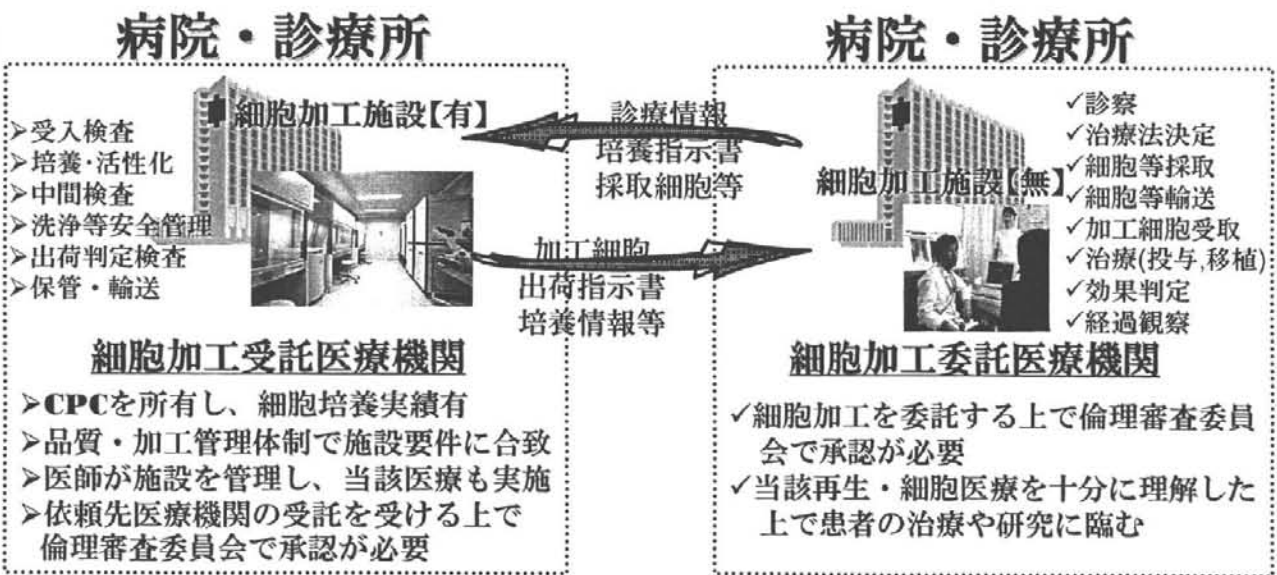 病院・診療所
細胞加工施設【有】
➢受入検査
➢培養・活性化
➢中間検査
➢洗浄等安全管理
➢出荷判定検査
➢保管・輸送
細胞加工受託医療機関
➢CPCを所有し、細胞培養実績有
➢品質・加工管理体制で施設要件に合致
➢医師が施設を管理し、当該医療も実施
➢依頼先医療機関の受託を受ける上で
倫理審査委員会で承認が必要
診療情報
培養指示書
採取細胞等
加工細胞
出荷指示書
培養情報等
病院・診療所
細胞加工施設【無】
✓診察
✓治療法決定
✓細胞等採取
✓細胞等輸送
✓加工細胞受取
✓治療(投与,移植)
✓効果判定
✓経過観察
細胞加工委託医療機関
✓細胞加工を委託する上で倫理審査委員
会で承認が必要
✓当該再生・細胞医療を十分に理解した
上で患者の治療や研究に臨む